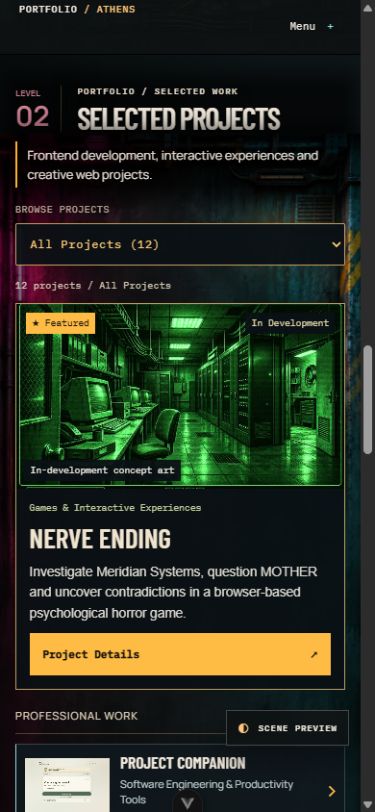 PORTFOLIO / ATHENS
Menu +
LEVEL
02
PORTFOLIO / SELECTED WORK
SELECTED PROJECTS
Frontend development, interactive experiences and
creative web projects.
BROWSE PROJECTS
All Projects (12)
12 projects / All Projects
★ Featured
In Development
In-development concept art
Games & Interactive Experiences
NERVE ENDING
Investigate Meridian Systems, question MOTHER
and uncover contradictions in a browser-based
psychological horror game.
Project Details ↗
PROFESSIONAL WORK
SCENE PREVIEW
PROJECT COMPANION
Software Engineering & Productivity
Tools